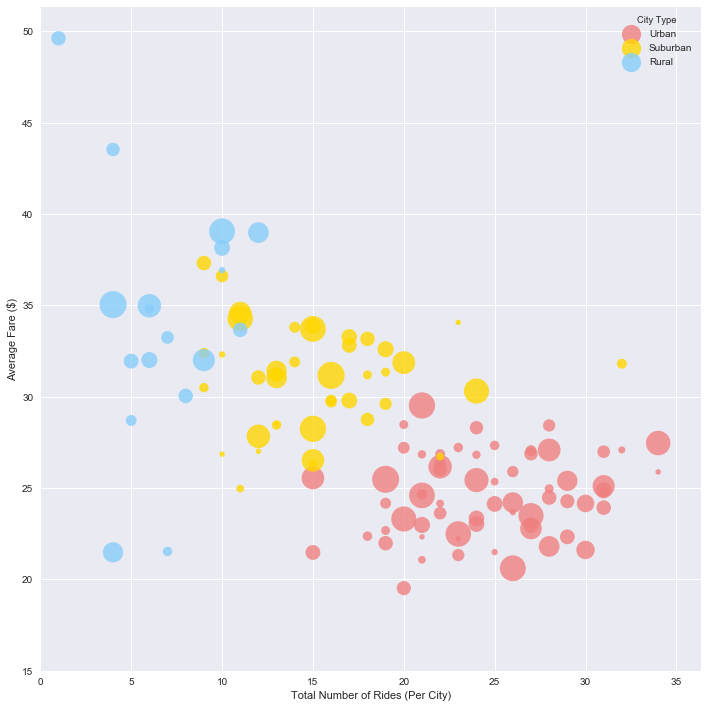 City Type
Urban
Suburban
Rural
50
45
40
35
30
25
20
15
Average Fare ($)
0 5 10 15 20 25 30 35
Total Number of Rides (Per City)